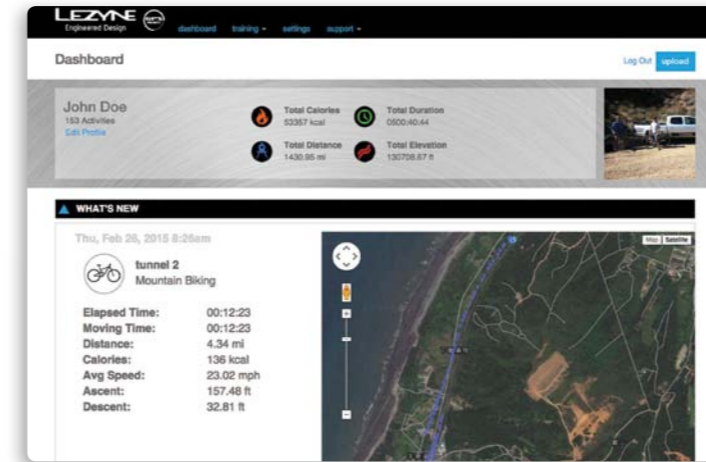 LEZYNE
Engineered Design
GPS
dashboard training settings support
Dashboard
Log Out upload
John Doe
153 Activities
Edit Profile
Total Calories
53357 kcal
Total Duration
0500:40:44
Total Distance
1430.95 mi
Total Elevation
130708.67 ft
WHAT'S NEW
Thu, Feb 26, 2015 8:26am
tunnel 2
Mountain Biking
Elapsed Time: 00:12:23
Moving Time: 00:12:23
Distance: 4.34 mi
Calories: 136 kcal
Avg Speed: 23.02 mph
Ascent: 157.48 ft
Descent: 32.81 ft
Map Satellite